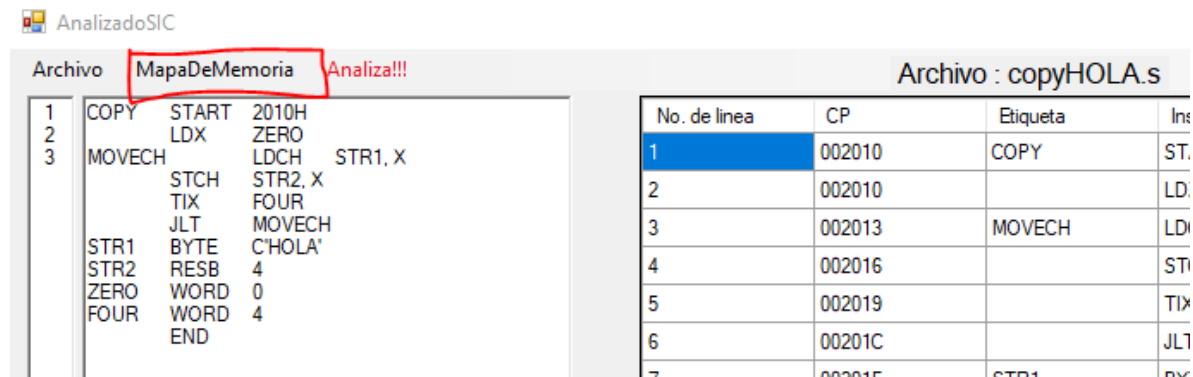 AnalizadoSIC
Archivo MapaDeMemoria Analiza!!!
Archivo : copyHOLA.s
1 COPY START 2010H
2 LDX ZERO
3 MOVECH LDCH STR1, X
STCH STR2, X
TIX FOUR
JLT MOVECH
STR1 BYTE C'HOLA'
STR2 RESB 4
ZERO WORD 0
FOUR WORD 4
END
No. de linea CP Etiqueta
1 002010 COPY
2 002010
3 002013 MOVECH
4 002016
5 002019
6 00201C